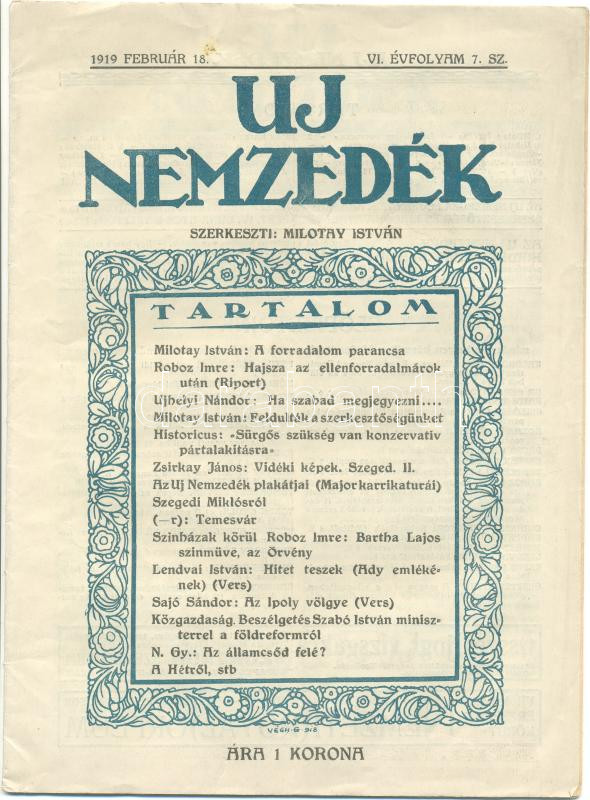 1919 FEBRUÁR 18.
VI. ÉVFOLYAM 7. SZ.
UJ
NEMZEDÉK
SZERKESZTI: MILOTAY ISTVÁN
TARTALOM
Milotay István: A forradalom parancsa
Roboz Imre: Hajsza az ellenforradalmárok
után (Riport)
Ujhelyi Nándor: Ha szabad megjegyezni....
Milotay István: Feldulták a szerkesztőségünket
Historicus: «Sürgős szükség van konzervativ
pártalakitásra»
Zsirkay János: Vidéki képek. Szeged. II.
Az Uj Nemzedék plakátjai (Major karrikaturái)
Szegedi Miklósról
(—r): Temesvár
Szinházak körül Roboz Imre: Bartha Lajos
szinmüve, az Örvény
Lendvai István: Hitet teszek (Ady emléké-
nek) (Vers)
Sajó Sándor: Az Ipoly völgye (Vers)
Közgazdaság. Beszélgetés Szabó István minisz-
terrel a földreformról
N. Gy.: Az államcsőd felé?
A Hétről, stb
VÉGH·G·918
ÁRA 1 KORONA